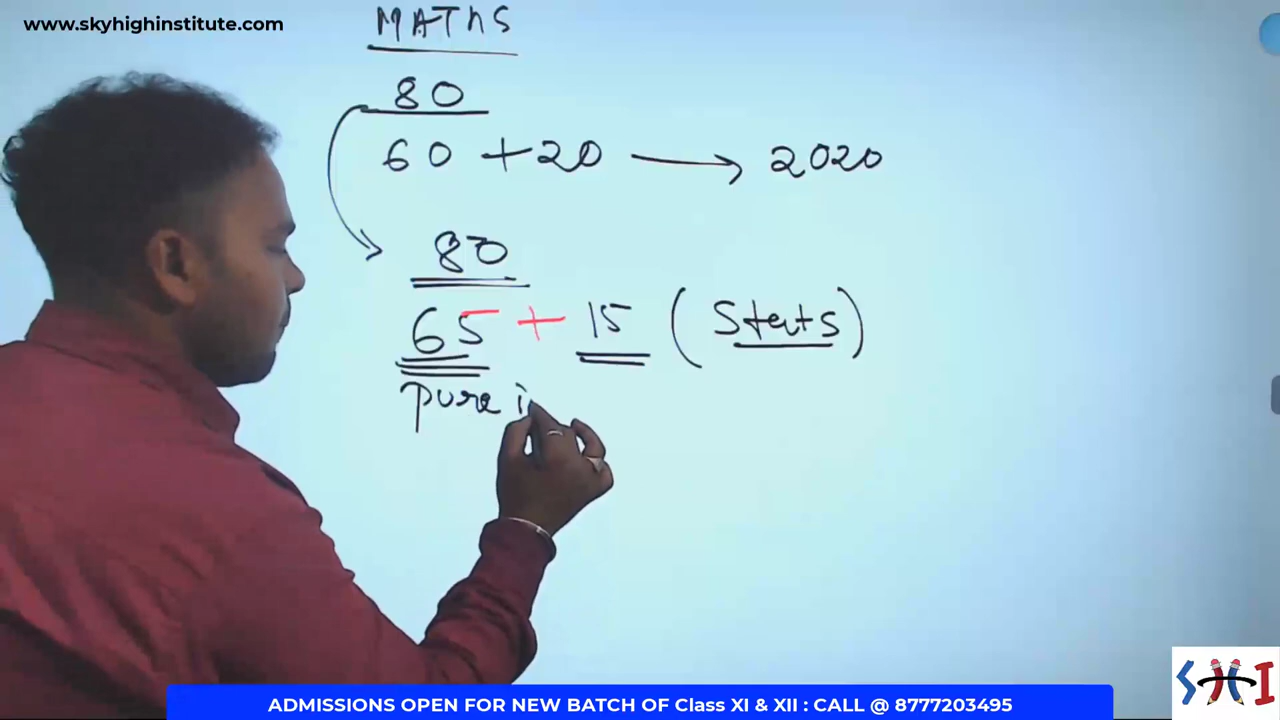 www.skyhighinstitute.com
MATHS
80
60 + 20 → 2020
80
65 + 15 (Stats)
pure i
SHI
ADMISSIONS OPEN FOR NEW BATCH OF Class XI & XII : CALL @ 8777203495